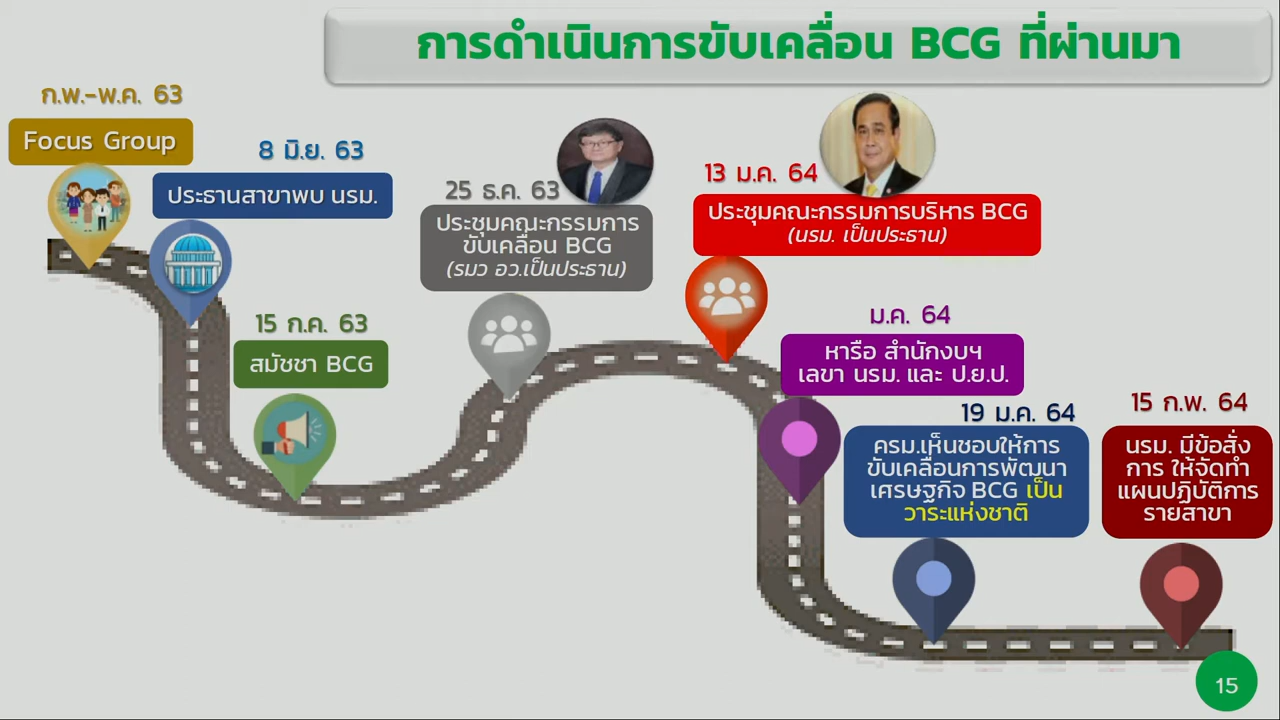 การดำเนินการขับเคลื่อน BCG ที่ผ่านมา
ก.พ.-พ.ค. 63
Focus Group
8 มิ.ย. 63
ประธานสาขาพบ นรม.
15 ก.ค. 63
สมัชชา BCG
25 ธ.ค. 63
ประชุมคณะกรรมการ
ขับเคลื่อน BCG
(รมว อว.เป็นประธาน)
13 ม.ค. 64
ประชุมคณะกรรมการบริหาร BCG
(นรม. เป็นประธาน)
ม.ค. 64
หารือ สำนักงบฯ
เลขา นรม. และ ป.ย.ป.
19 ม.ค. 64
ครม.เห็นชอบให้การ
ขับเคลื่อนการพัฒนา
เศรษฐกิจ BCG เป็น
วาระแห่งชาติ
15 ก.พ. 64
นรม. มีข้อสั่ง
การ ให้จัดทำ
แผนปฏิบัติการ
รายสาขา
15